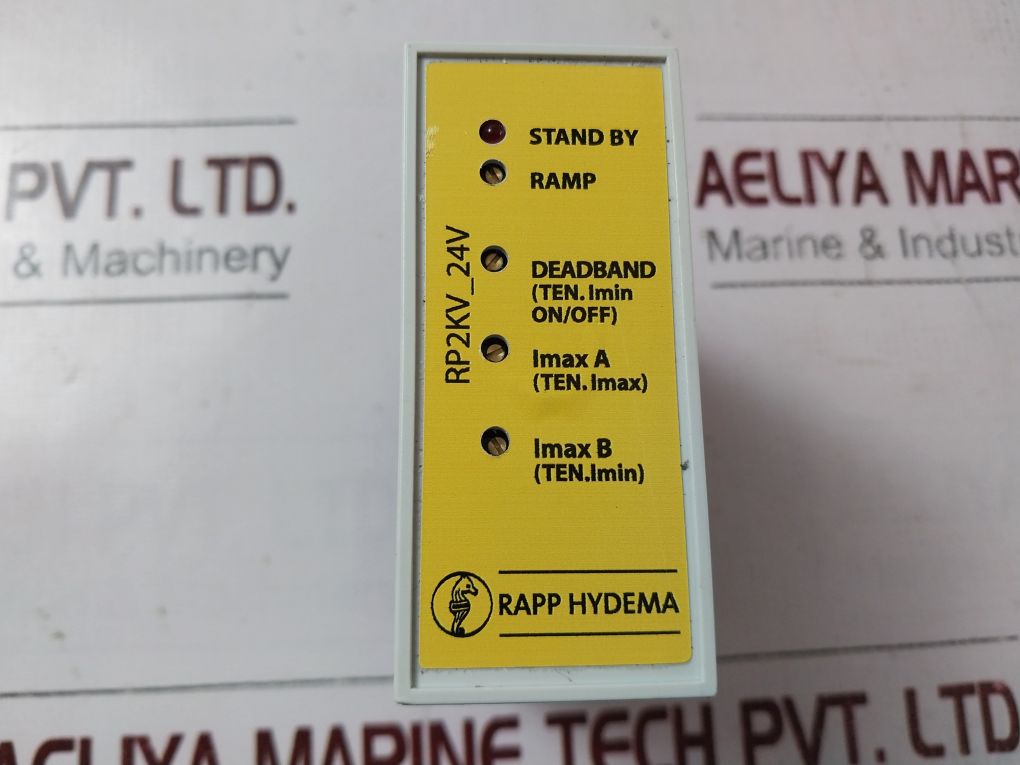 PVT. LTD.
& Machinery
AELIYA MAR
Marine & Indust
STAND BY
RAMP
DEADBAND
(TEN. Imin
ON/OFF)
Imax A
(TEN. Imax)
Imax B
(TEN.Imin)
RP2KV_24V
RAPP HYDEMA
AELIYA MARINE TECH PVT. LTD